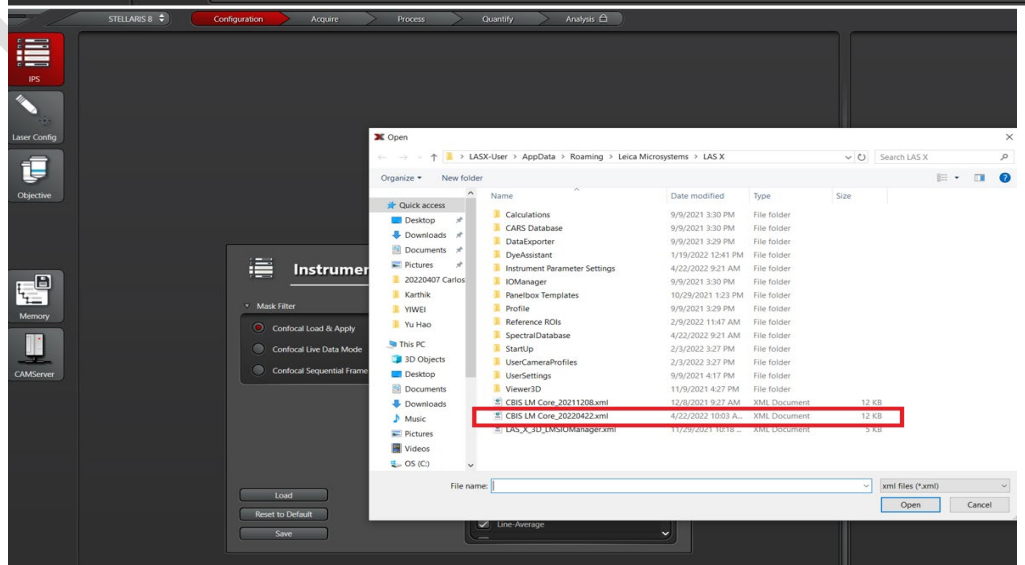 STELLARIS 8 Configuration Acquire Process Quantify Analysis
IPS
Laser Config
Objective
Memory
CAMServer
Instrumen
Mask Filter
Confocal Load & Apply
Confocal Live Data Mode
Confocal Sequential Frame
Load
Reset to Default
Save
Line-Average
Open
LASX-User > AppData > Roaming > Leica Microsystems > LAS X Search LAS X
Organize New folder
Name Date modified Type Size
Quick access
Desktop
Downloads
Documents
Pictures
20220407 Carlos
Karthik
YIWEI
Yu Hao
This PC
3D Objects
Desktop
Documents
Downloads
Music
Pictures
Videos
OS (C:)
Calculations 9/9/2021 3:30 PM File folder
CARS Database 9/9/2021 3:30 PM File folder
DataExporter 9/9/2021 3:29 PM File folder
DyeAssistant 1/19/2022 12:41 PM File folder
Instrument Parameter Settings 4/22/2022 9:21 AM File folder
IOManager 9/9/2021 3:30 PM File folder
Panelbox Templates 10/29/2021 1:23 PM File folder
Profile 9/9/2021 3:29 PM File folder
Reference ROIs 2/9/2022 11:47 AM File folder
SpectralDatabase 4/22/2022 9:21 AM File folder
StartUp 2/3/2022 3:27 PM File folder
UserCameraProfiles 2/3/2022 3:27 PM File folder
UserSettings 9/9/2021 4:17 PM File folder
Viewer3D 11/9/2021 4:27 PM File folder
CBIS LM Core_20211208.xml 12/8/2021 9:27 AM XML Document 12 KB
CBIS LM Core_20220422.xml 4/22/2022 10:03 A... XML Document 12 KB
LAS_X_3D_LMSIOManager.xml 11/29/2021 10:18 ... XML Document 5 KB
File name: xml files (*.xml)
Open Cancel